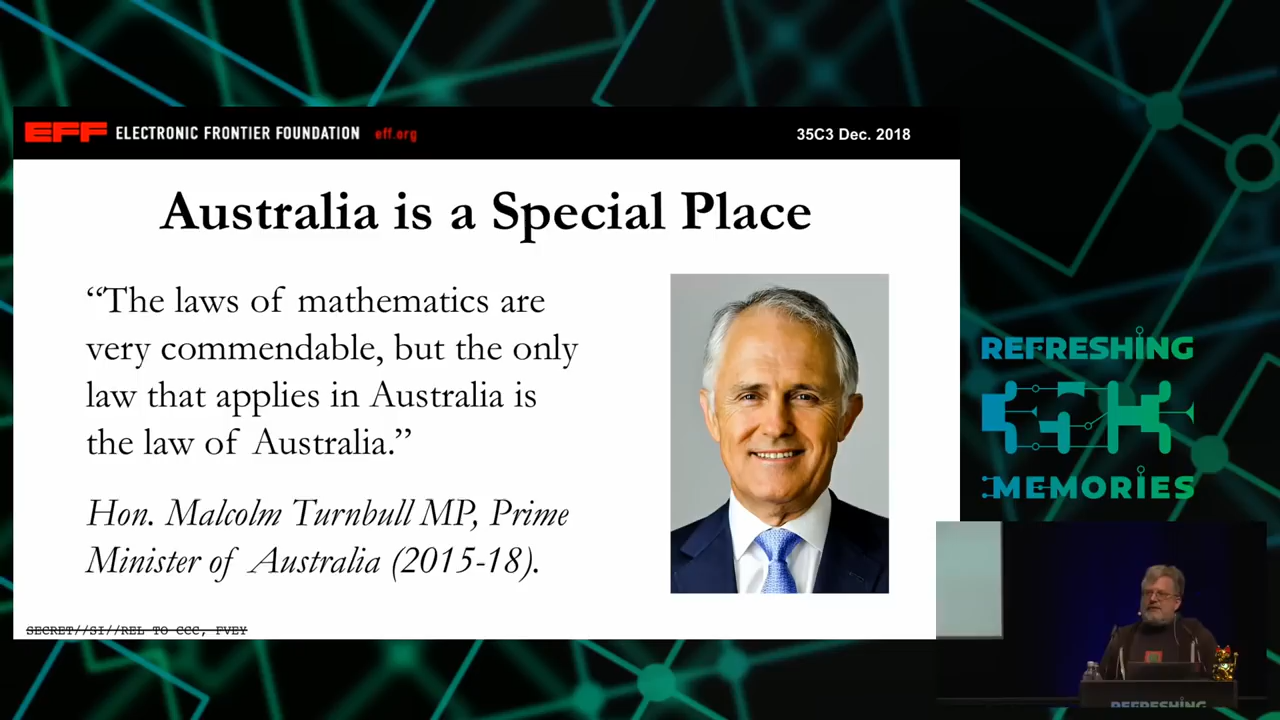 EFF ELECTRONIC FRONTIER FOUNDATION eff.org
35C3 Dec. 2018
Australia is a Special Place
“The laws of mathematics are
very commendable, but the only
law that applies in Australia is
the law of Australia.”
Hon. Malcolm Turnbull MP, Prime
Minister of Australia (2015-18).
SECRET//SI//REL TO CCC, FVEY
REFRESHING
MEMORIES
REFRESHING